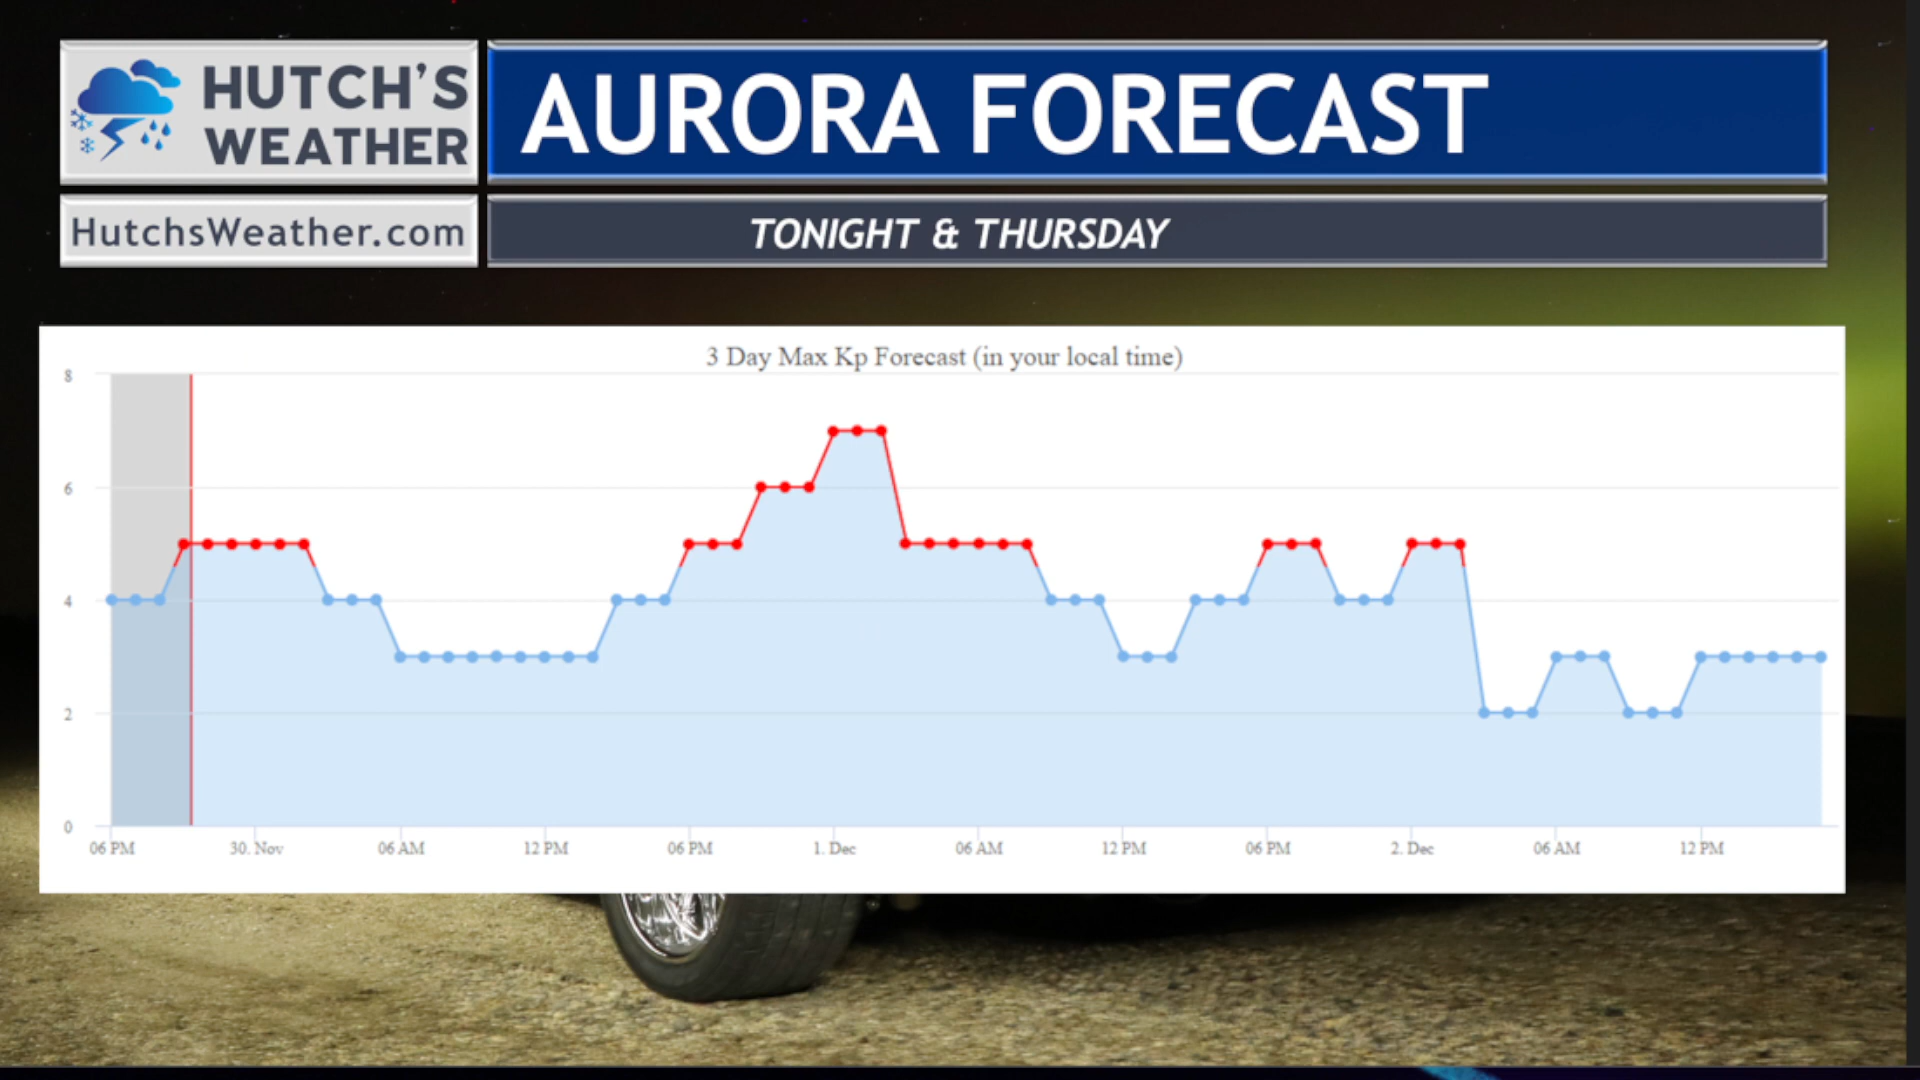 HUTCH'S
WEATHER
AURORA FORECAST
HutchsWeather.com
TONIGHT & THURSDAY
3 Day Max Kp Forecast (in your local time)
8
6
4
2
0
06 PM
30. Nov
06 AM
12 PM
06 PM
1. Dec
06 AM
12 PM
06 PM
2. Dec
06 AM
12 PM